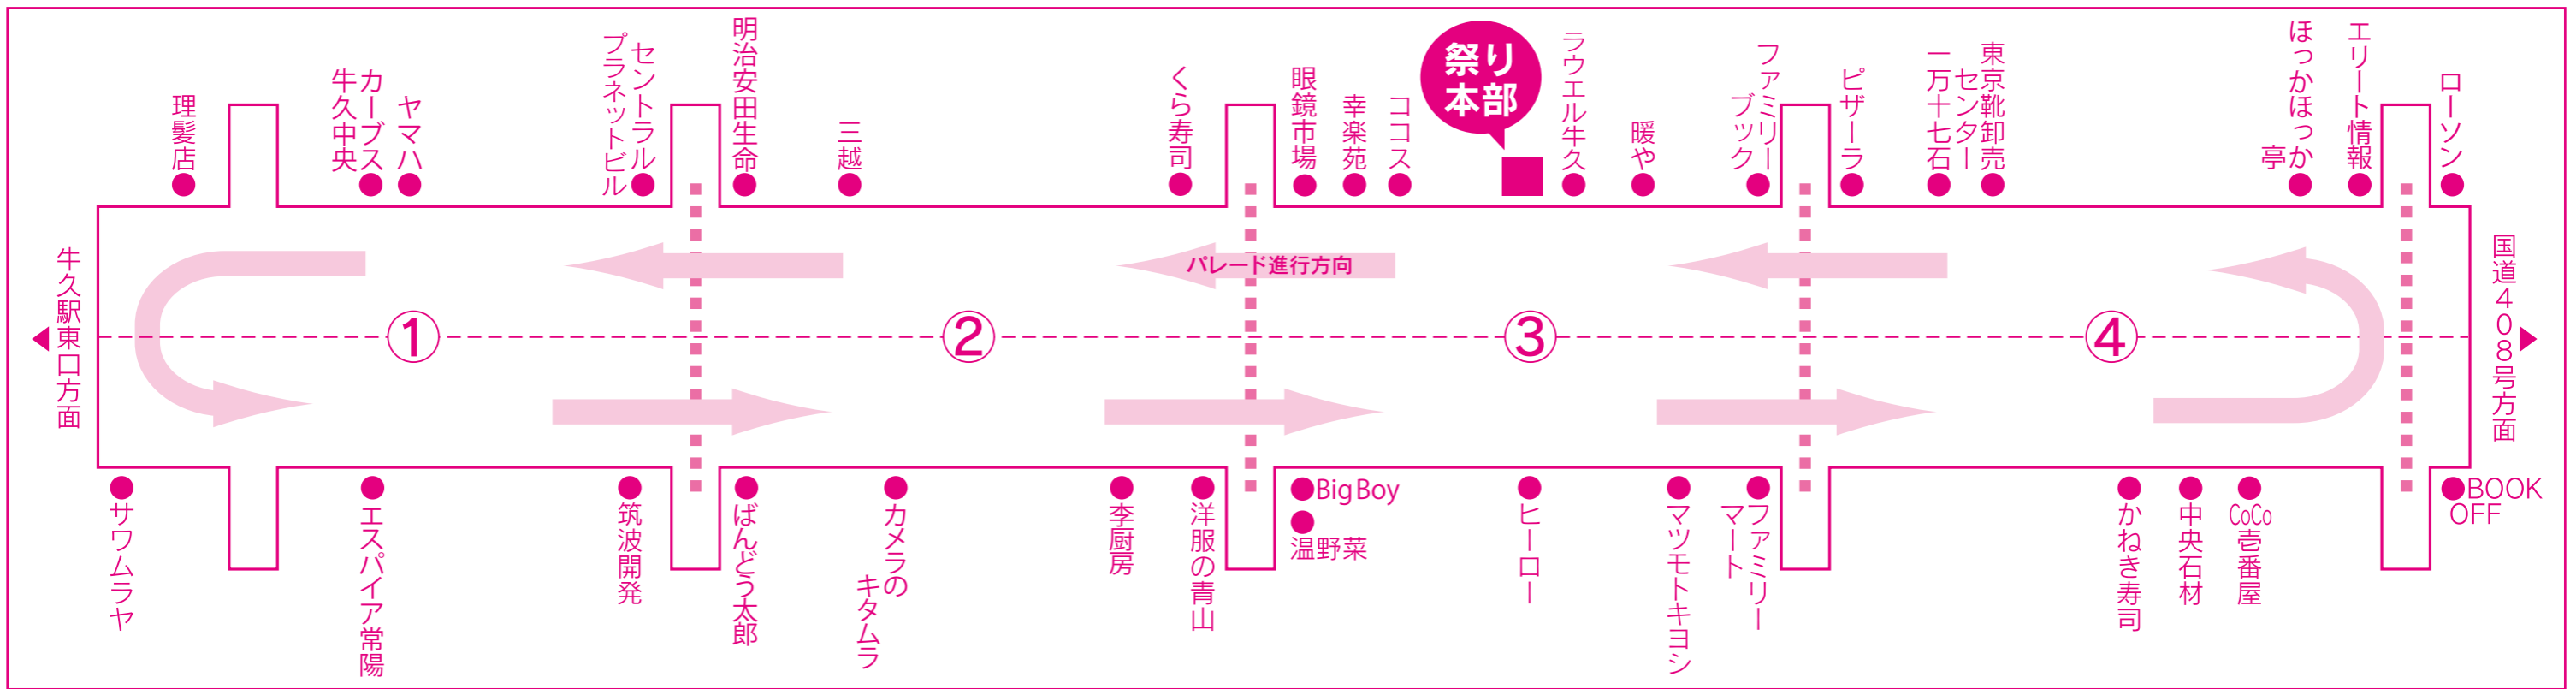 理髪店
カーブス
牛久中央
ヤマハ
セントラル
プラネットビル
明治安田生命
三越
くら寿司
眼鏡市場
幸楽苑
ココス
祭り
本部
ラウエル牛久
暖や
ファミリー
ブック
ピザーラ
一万十七石
東京靴卸売
センター
ほっかほっか
亭
エリート情報
ローソン
牛久駅東口方面
パレード進行方向
①
②
③
④
国道408号方面
サワムラヤ
エスパイア常陽
筑波開発
ばんどう太郎
カメラの
キタムラ
李厨房
洋服の青山
Big Boy
温野菜
ヒーロー
マツモトキヨシ
ファミリー
マート
かねき寿司
中央石材
CoCo壱番屋
BOOK
OFF